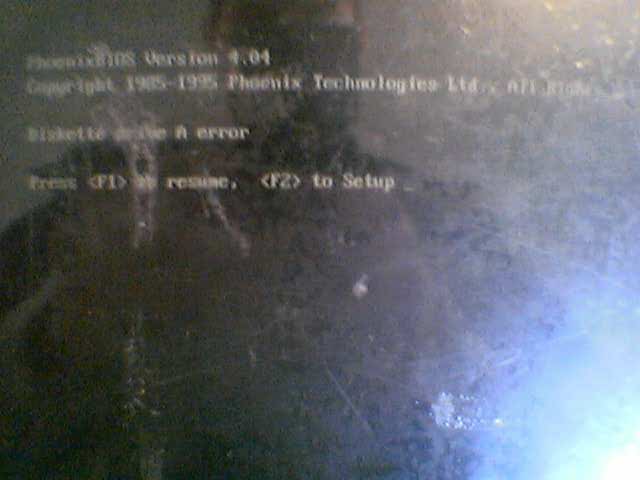 PhoenixBIOS Version 4.04
Copyright 1985-1995 Phoenix Technologies Ltd., All Righ
Diskette drive A error
Press <F1> to resume, <F2> to Setup _